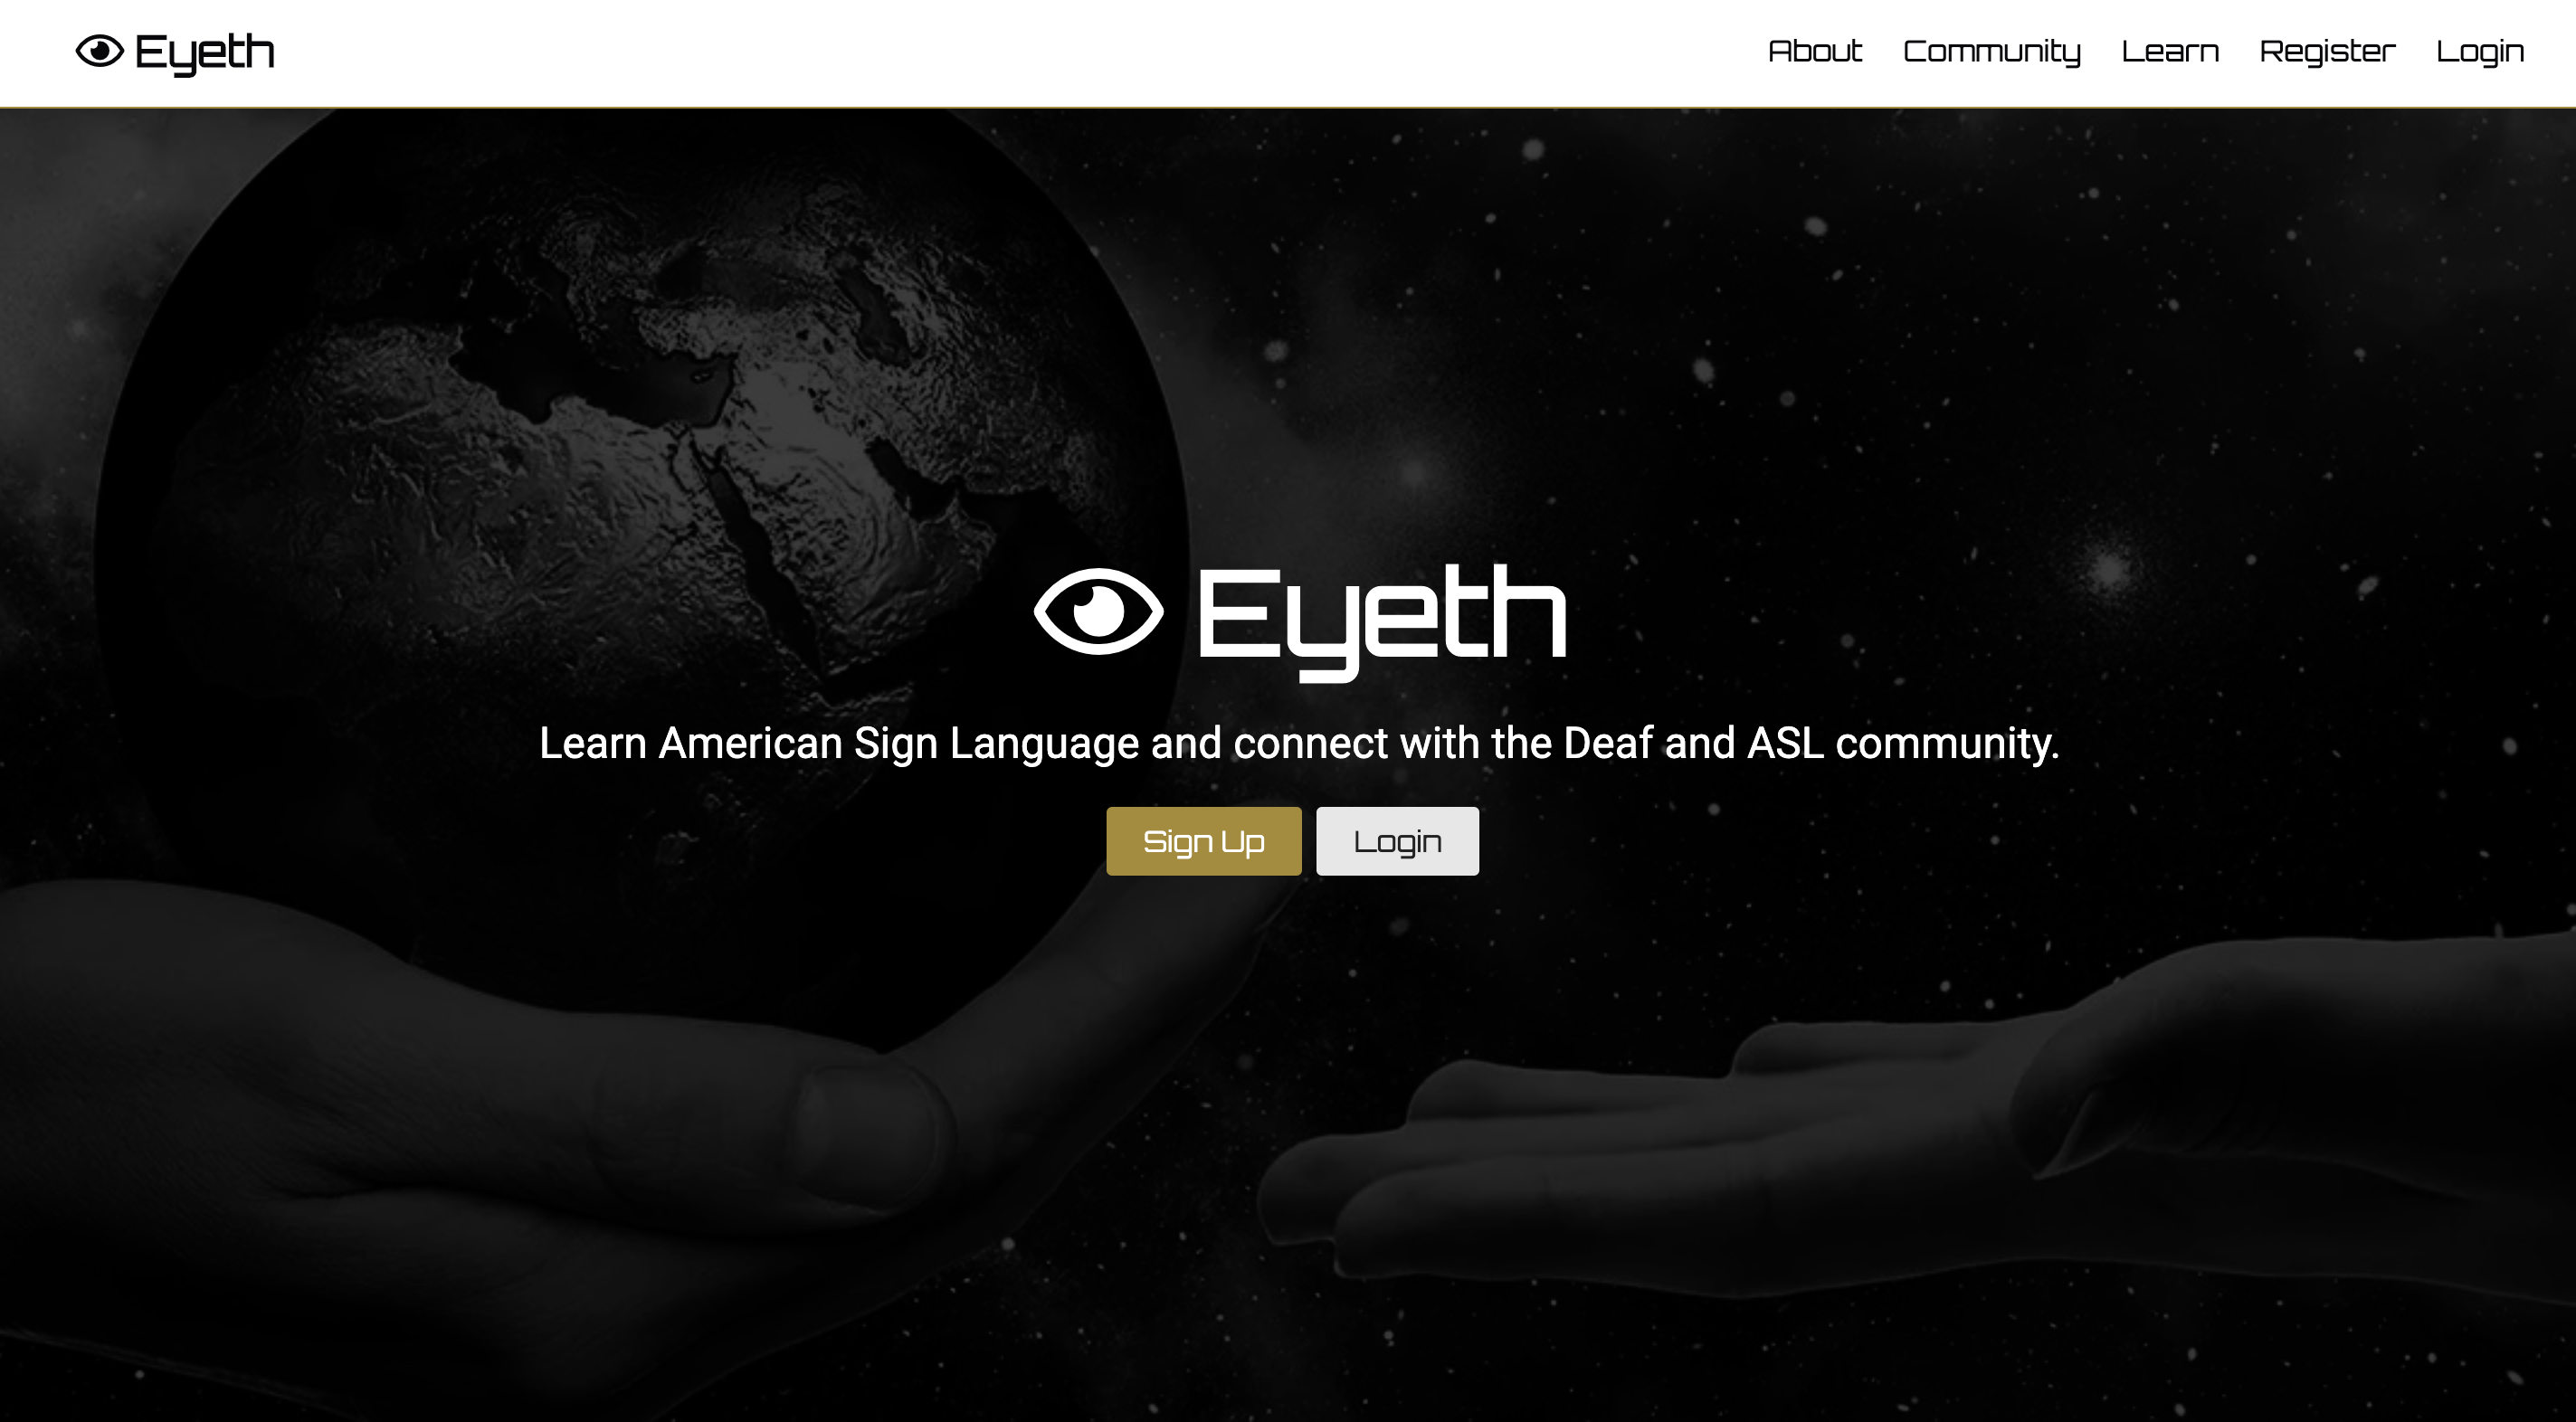 Eyeth
About Community Learn Register Login
Eyeth
Learn American Sign Language and connect with the Deaf and ASL community.
Sign Up Login